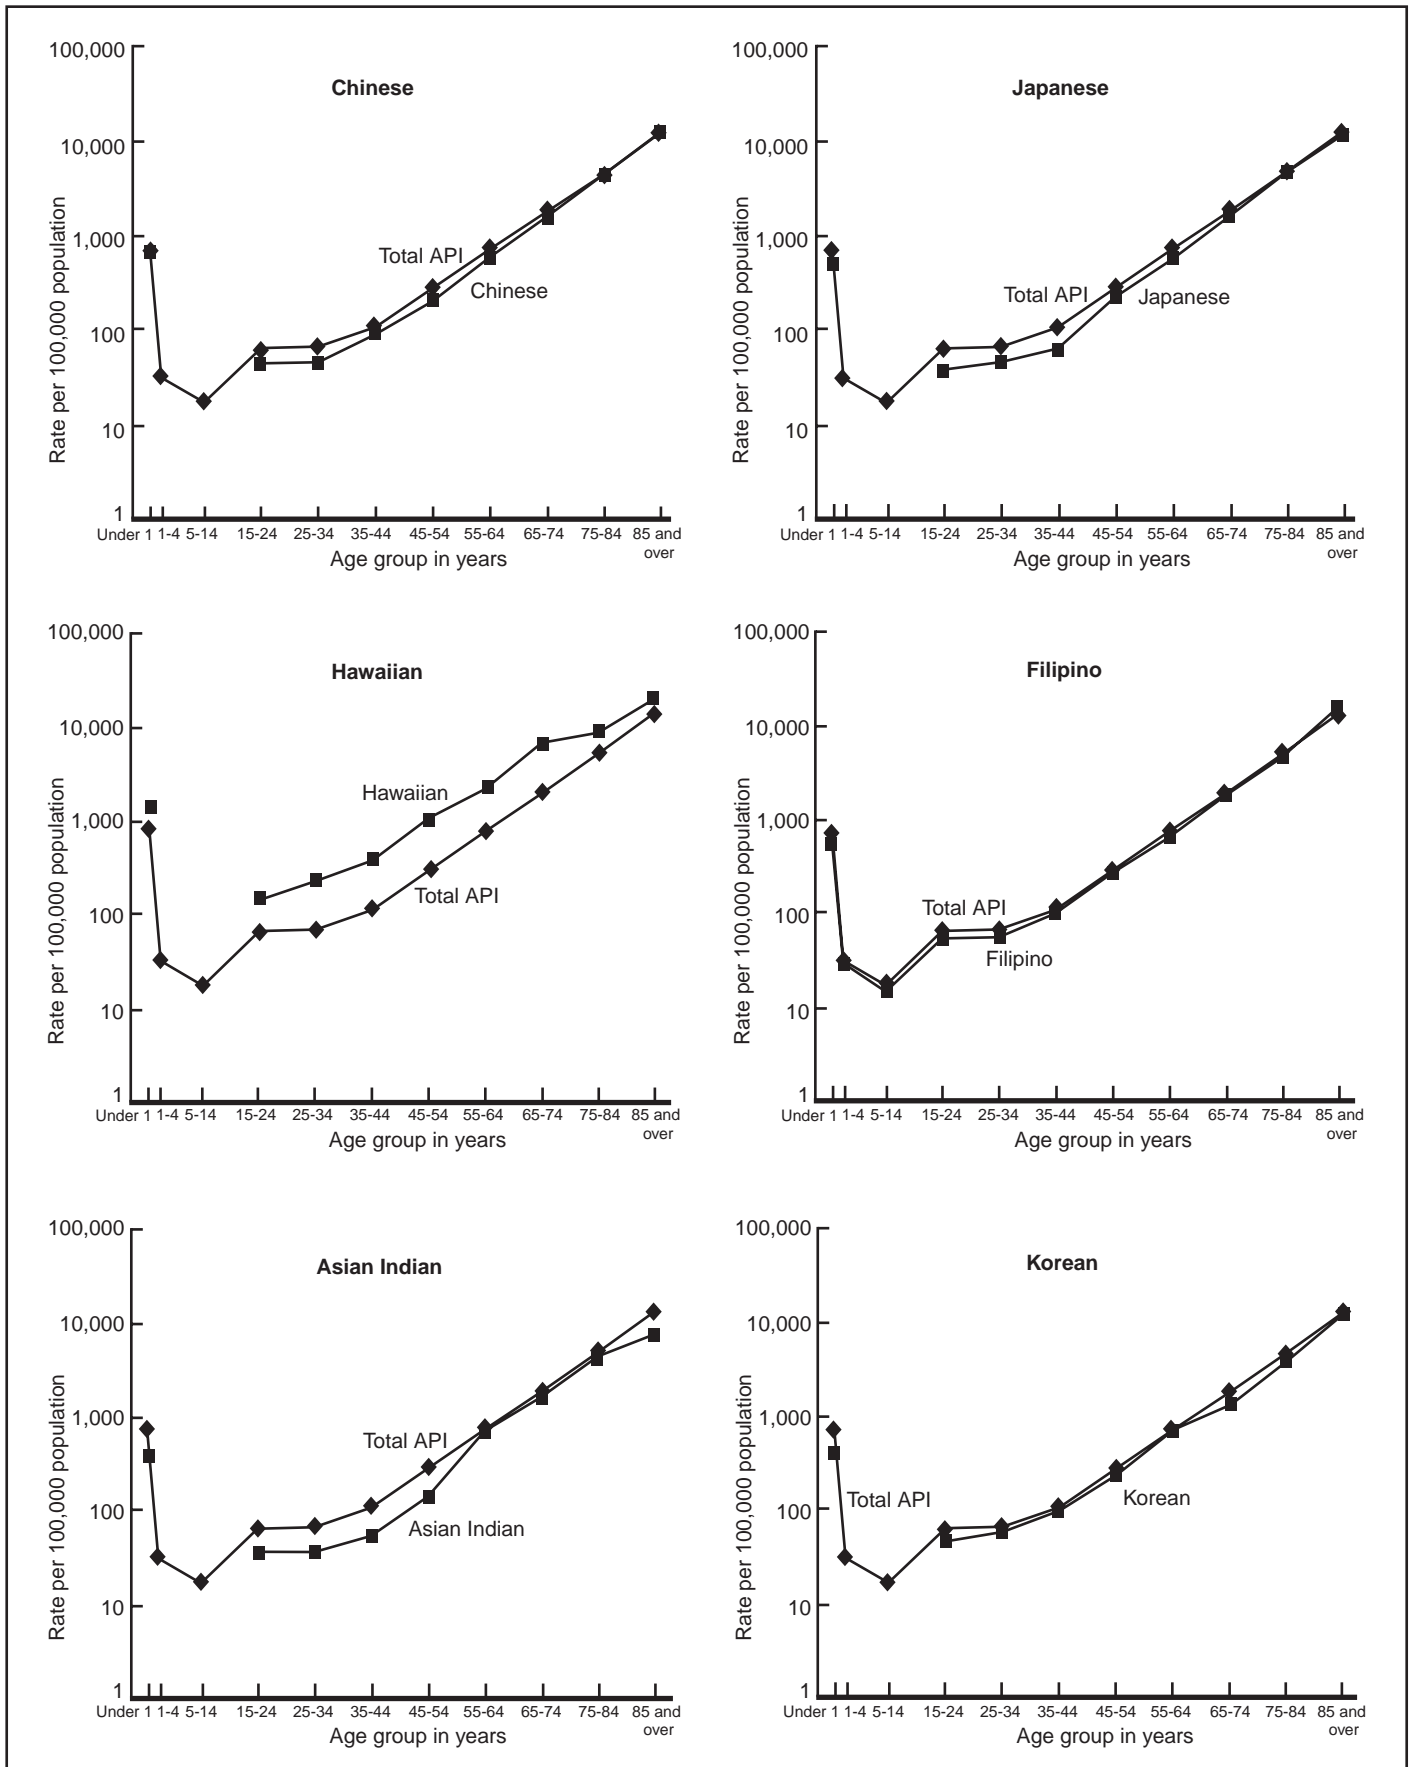 Chinese
100,000
10,000
1,000
100
10
1
Rate per 100,000 population
Total API
Chinese
Under 1 1-4 5-14 15-24 25-34 35-44 45-54 55-64 65-74 75-84 85 and over
Age group in years
Japanese
100,000
10,000
1,000
100
10
1
Rate per 100,000 population
Total API
Japanese
Under 1 1-4 5-14 15-24 25-34 35-44 45-54 55-64 65-74 75-84 85 and over
Age group in years
Hawaiian
100,000
10,000
1,000
100
10
1
Rate per 100,000 population
Hawaiian
Total API
Under 1 1-4 5-14 15-24 25-34 35-44 45-54 55-64 65-74 75-84 85 and over
Age group in years
Filipino
100,000
10,000
1,000
100
10
1
Rate per 100,000 population
Total API
Filipino
Under 1 1-4 5-14 15-24 25-34 35-44 45-54 55-64 65-74 75-84 85 and over
Age group in years
Asian Indian
100,000
10,000
1,000
100
10
1
Rate per 100,000 population
Total API
Asian Indian
Under 1 1-4 5-14 15-24 25-34 35-44 45-54 55-64 65-74 75-84 85 and over
Age group in years
Korean
100,000
10,000
1,000
100
10
1
Rate per 100,000 population
Total API
Korean
Under 1 1-4 5-14 15-24 25-34 35-44 45-54 55-64 65-74 75-84 85 and over
Age group in years